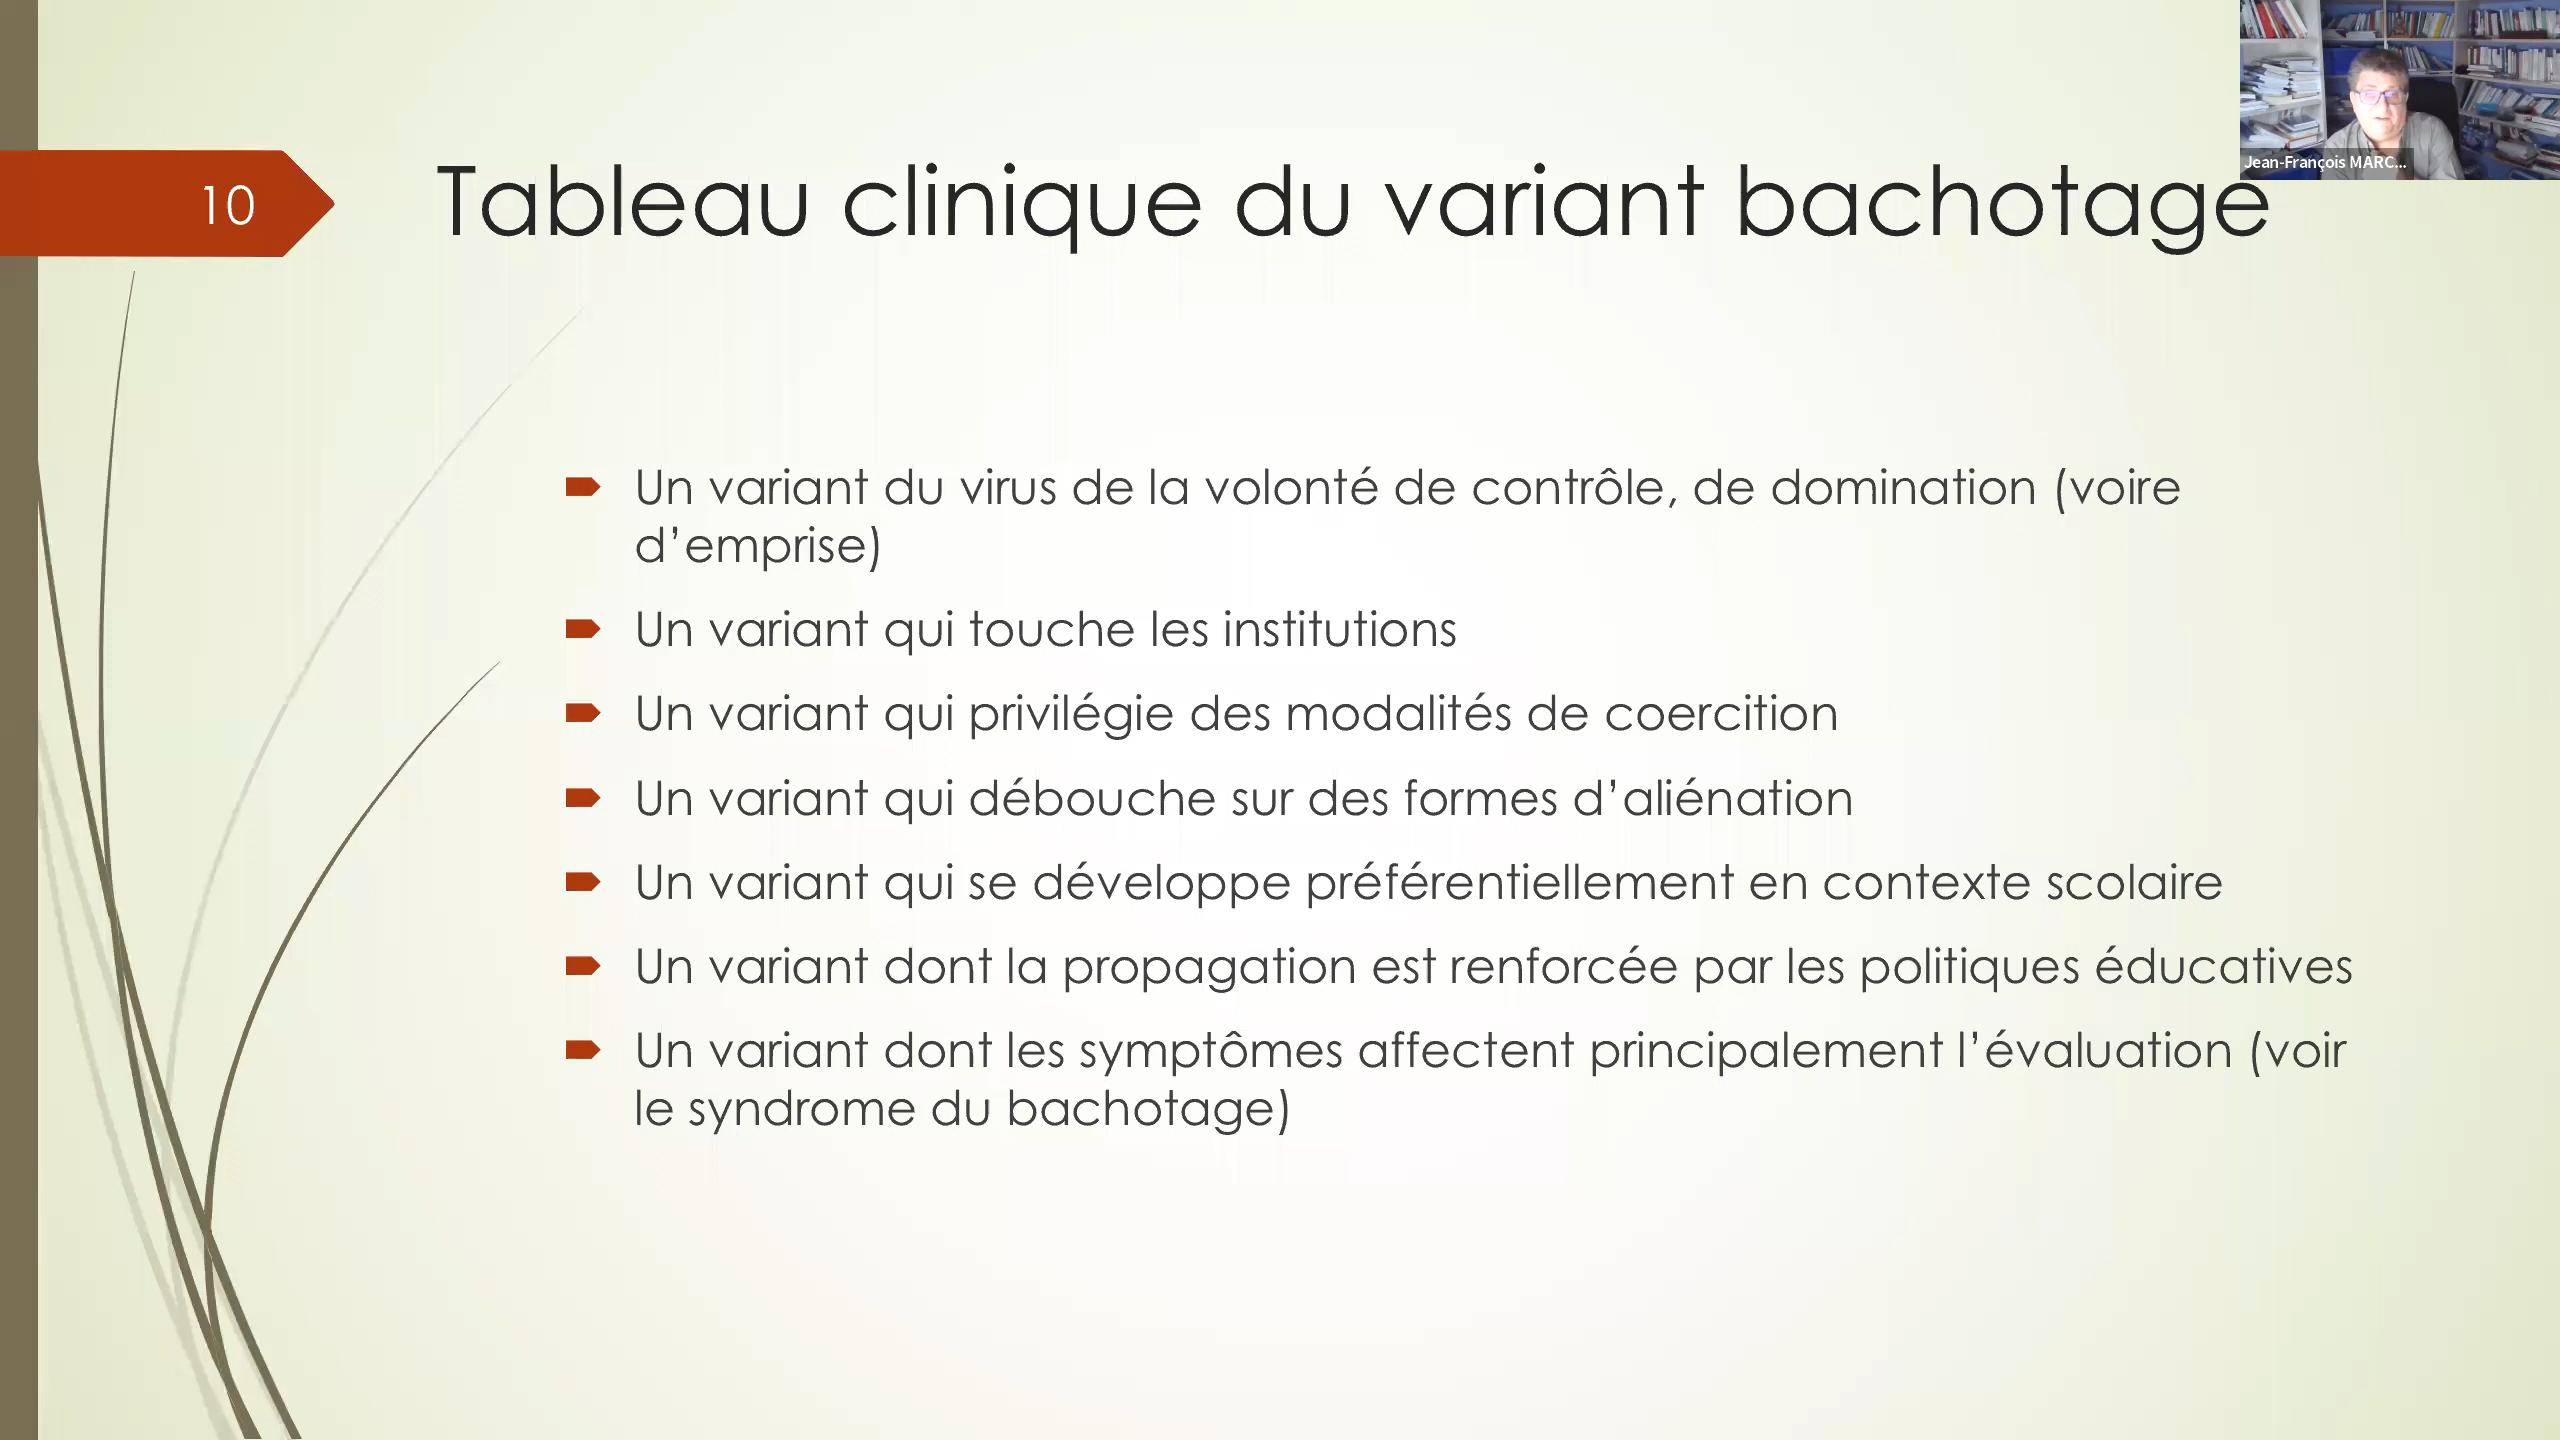 Jean-François MARC...
10
Tableau clinique du variant bachotage
Un variant du virus de la volonté de contrôle, de domination (voire
d’emprise)
Un variant qui touche les institutions
Un variant qui privilégie des modalités de coercition
Un variant qui débouche sur des formes d’aliénation
Un variant qui se développe préférentiellement en contexte scolaire
Un variant dont la propagation est renforcée par les politiques éducatives
Un variant dont les symptômes affectent principalement l’évaluation (voir
le syndrome du bachotage)